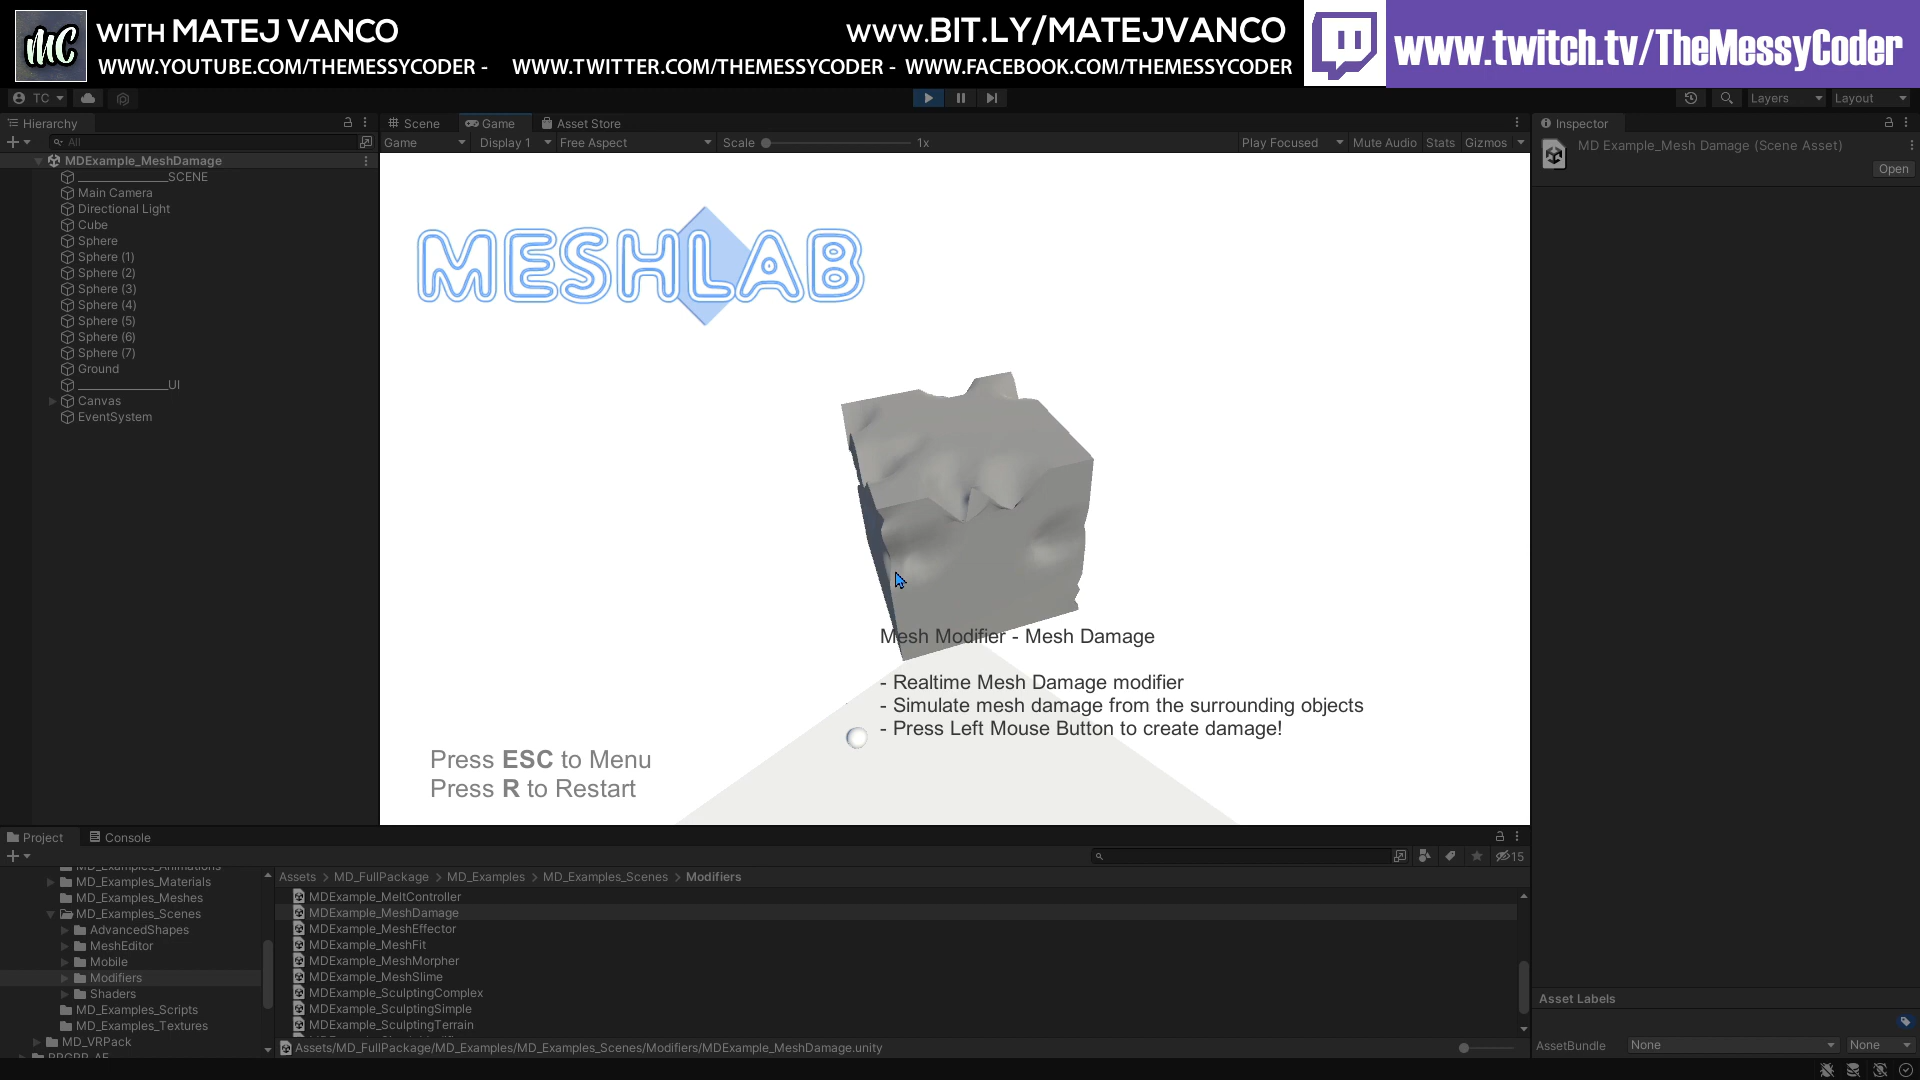 MC WITH MATEJ VANCO
WWW.BIT.LY/MATEJVANCO
WWW.YOUTUBE.COM/THEMESSYCODER - WWW.TWITTER.COM/THEMESSYCODER - WWW.FACEBOOK.COM/THEMESSYCODER
www.twitch.tv/TheMessyCoder
TC
Layers
Layout
Hierarchy
All
MDExample_MeshDamage
______________SCENE
Main Camera
Directional Light
Cube
Sphere
Sphere (1)
Sphere (2)
Sphere (3)
Sphere (4)
Sphere (5)
Sphere (6)
Sphere (7)
Ground
______________UI
Canvas
EventSystem
Scene
Game
Asset Store
Game
Display 1
Free Aspect
Scale
1x
Play Focused
Mute Audio
Stats
Gizmos
MESHLAB
Mesh Modifier - Mesh Damage
- Realtime Mesh Damage modifier
- Simulate mesh damage from the surrounding objects
- Press Left Mouse Button to create damage!
Press ESC to Menu
Press R to Restart
Inspector
MD Example_Mesh Damage (Scene Asset)
Open
Project
Console
15
MD_Examples_Animations
MD_Examples_Materials
MD_Examples_Meshes
MD_Examples_Scenes
AdvancedShapes
MeshEditor
Mobile
Modifiers
Shaders
MD_Examples_Scripts
MD_Examples_Textures
MD_VRPack
Assets > MD_FullPackage > MD_Examples > MD_Examples_Scenes > Modifiers
MDExample_MeltController
MDExample_MeshDamage
MDExample_MeshEffector
MDExample_MeshFit
MDExample_MeshMorpher
MDExample_MeshSlime
MDExample_SculptingComplex
MDExample_SculptingSimple
MDExample_SculptingTerrain
Assets/MD_FullPackage/MD_Examples/MD_Examples_Scenes/Modifiers/MDExample_MeshDamage.unity
Asset Labels
AssetBundle
None
None